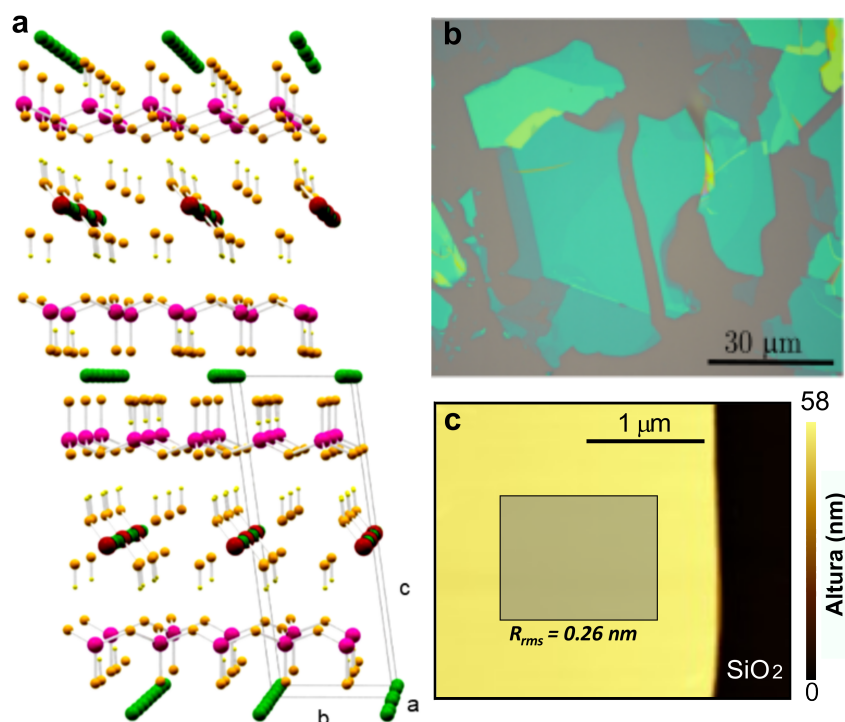 a
c
b
a
b
30 µm
c
1 µm
R_rms = 0.26 nm
SiO2
58
Altura (nm)
0